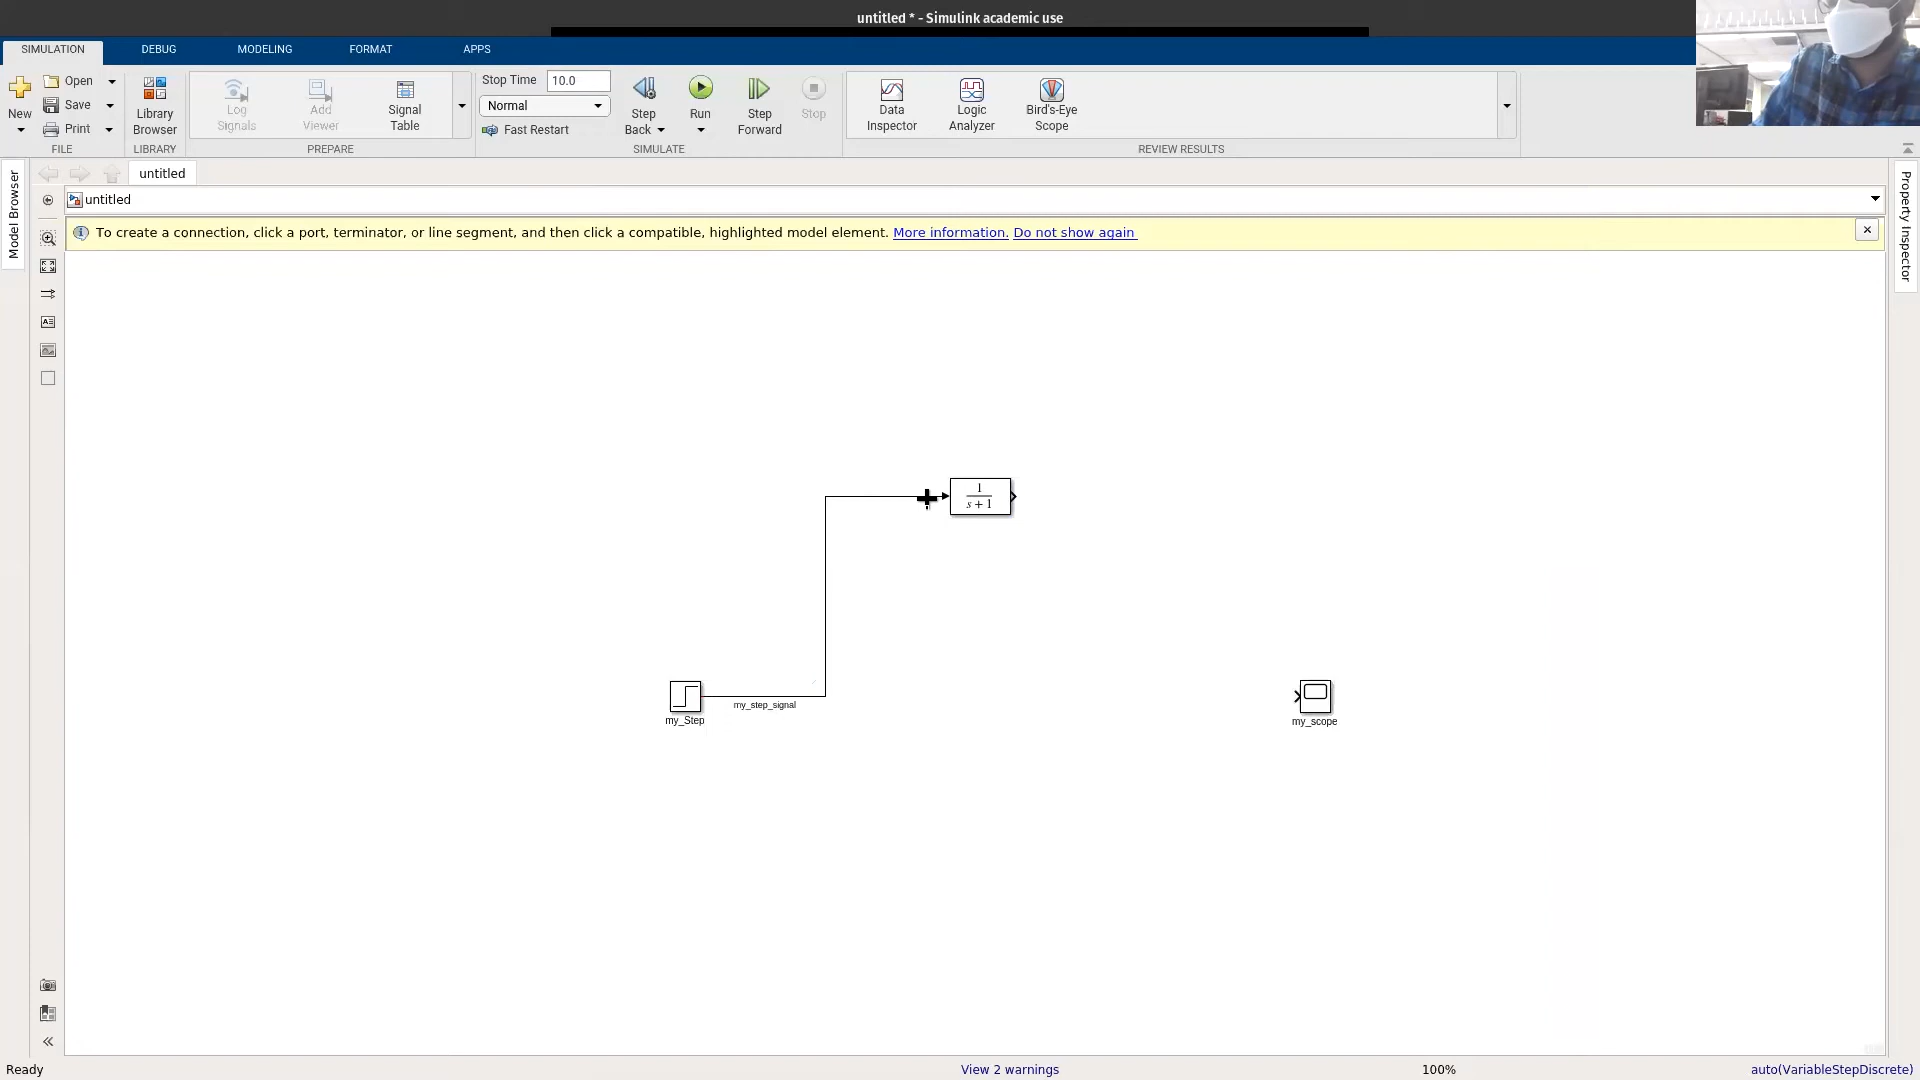 untitled * - Simulink academic use
SIMULATION DEBUG MODELING FORMAT APPS
New
Open
Save
Print
FILE
Library
Browser
LIBRARY
Log
Signals
Add
Viewer
Signal
Table
PREPARE
Stop Time 10.0
Normal
Fast Restart
Step
Back
Run
Step
Forward
Stop
SIMULATE
Data
Inspector
Logic
Analyzer
Bird's-Eye
Scope
REVIEW RESULTS
Model Browser
untitled
untitled
Property Inspector
To create a connection, click a port, terminator, or line segment, and then click a compatible, highlighted model element. More information. Do not show again
1
s + 1
my_step_signal
my_Step
my_scope
Ready View 2 warnings 100% auto(VariableStepDiscrete)